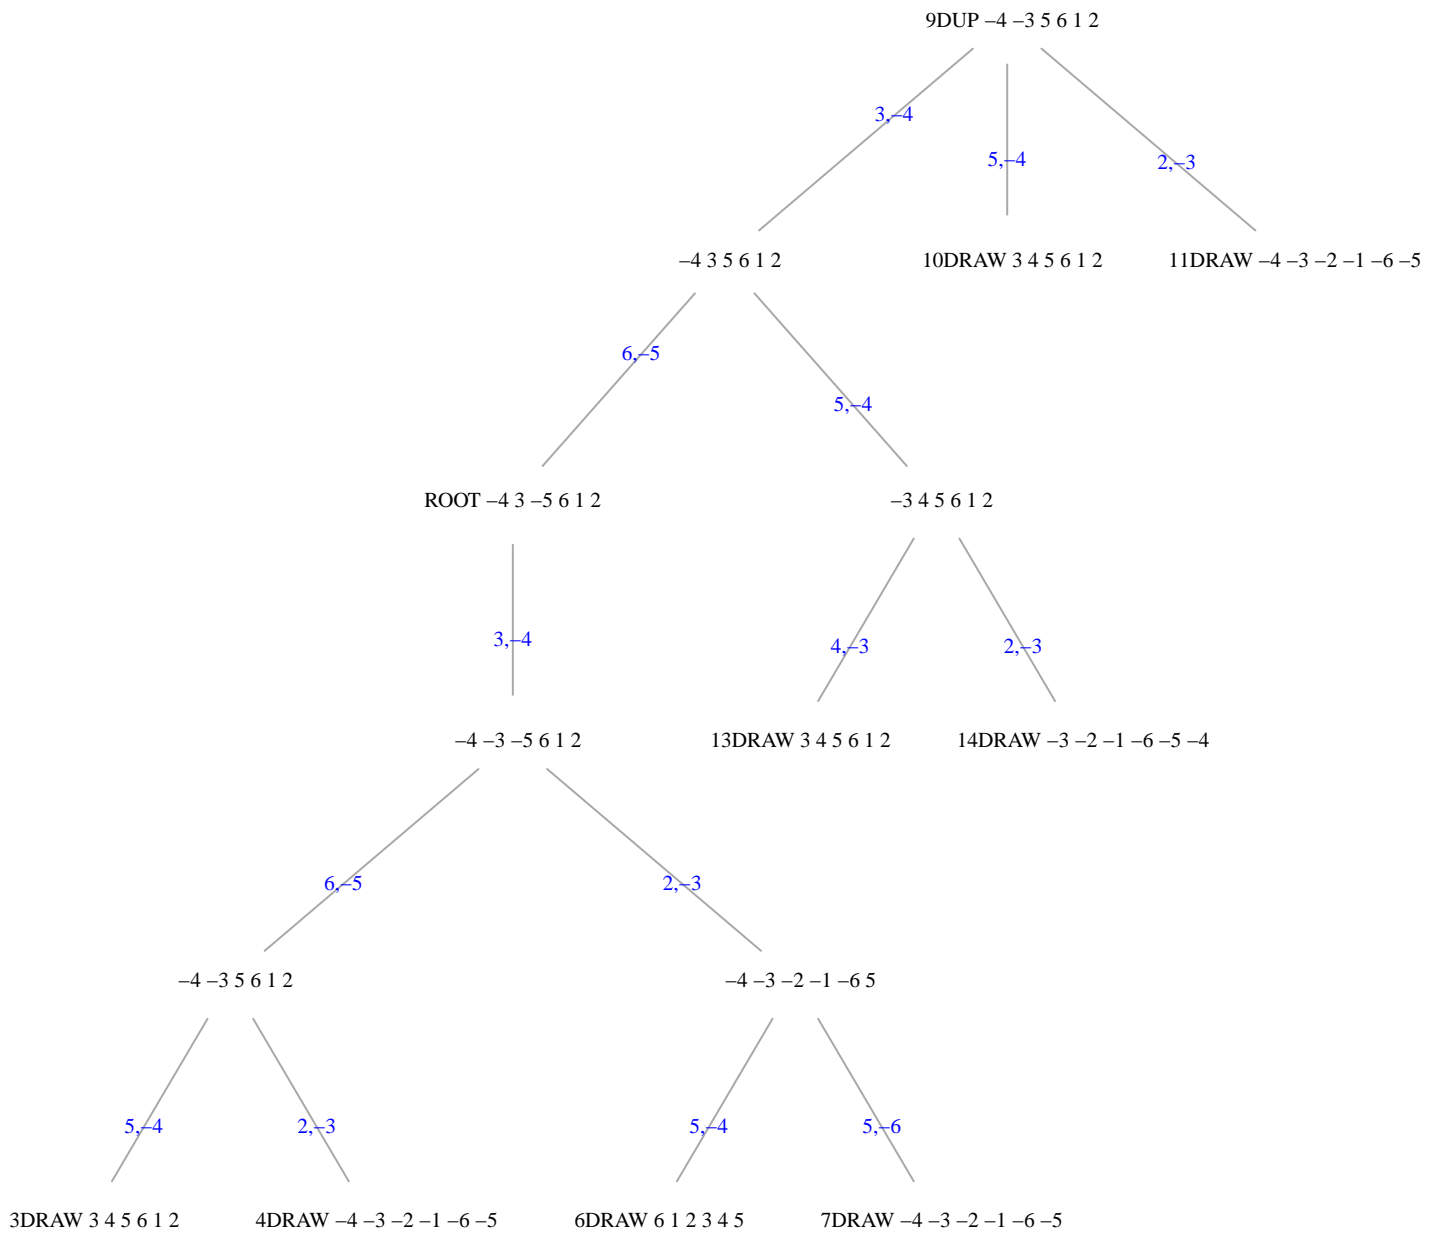 9DUP –4 –3 5 6 1 2
3,–4
5,–4
2,–3
–4 3 5 6 1 2
10DRAW 3 4 5 6 1 2
11DRAW –4 –3 –2 –1 –6 –5
6,–5
5,–4
ROOT –4 3 –5 6 1 2
–3 4 5 6 1 2
3,–4
4,–3
2,–3
–4 –3 –5 6 1 2
13DRAW 3 4 5 6 1 2
14DRAW –3 –2 –1 –6 –5 –4
6,–5
2,–3
–4 –3 5 6 1 2
–4 –3 –2 –1 –6 5
5,–4
2,–3
5,–4
5,–6
3DRAW 3 4 5 6 1 2
4DRAW –4 –3 –2 –1 –6 –5
6DRAW 6 1 2 3 4 5
7DRAW –4 –3 –2 –1 –6 –5